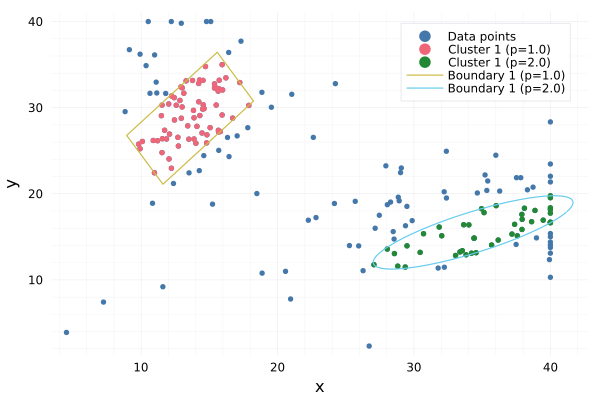 40
30
20
10
y
10
20
30
40
x
Data points
Cluster 1 (p=1.0)
Cluster 1 (p=2.0)
Boundary 1 (p=1.0)
Boundary 1 (p=2.0)